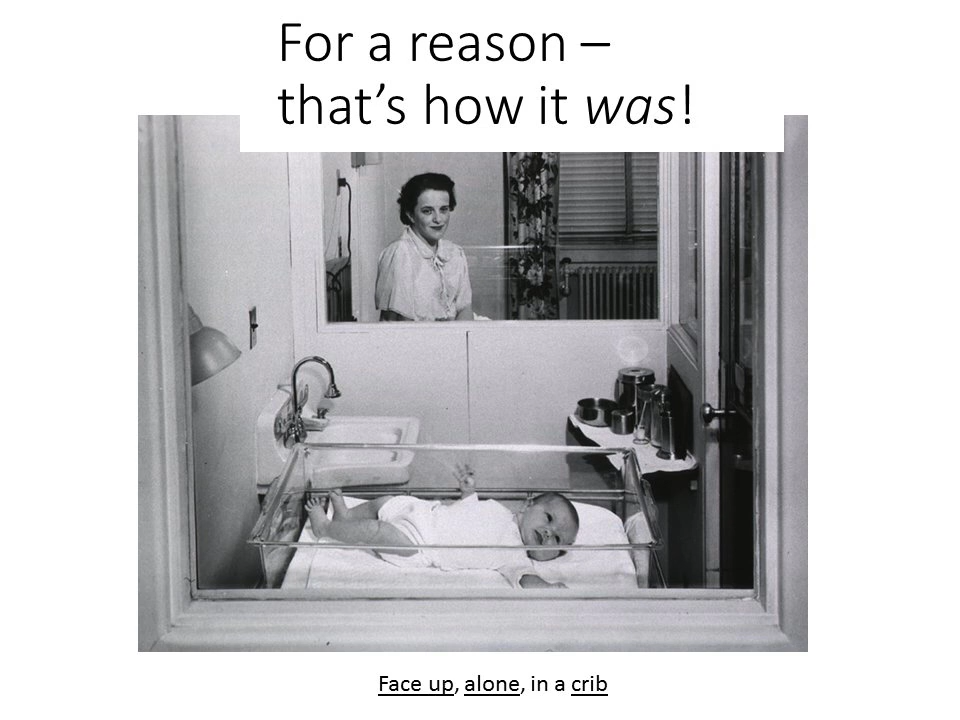 For a reason –
that’s how it was!
Face up, alone, in a crib